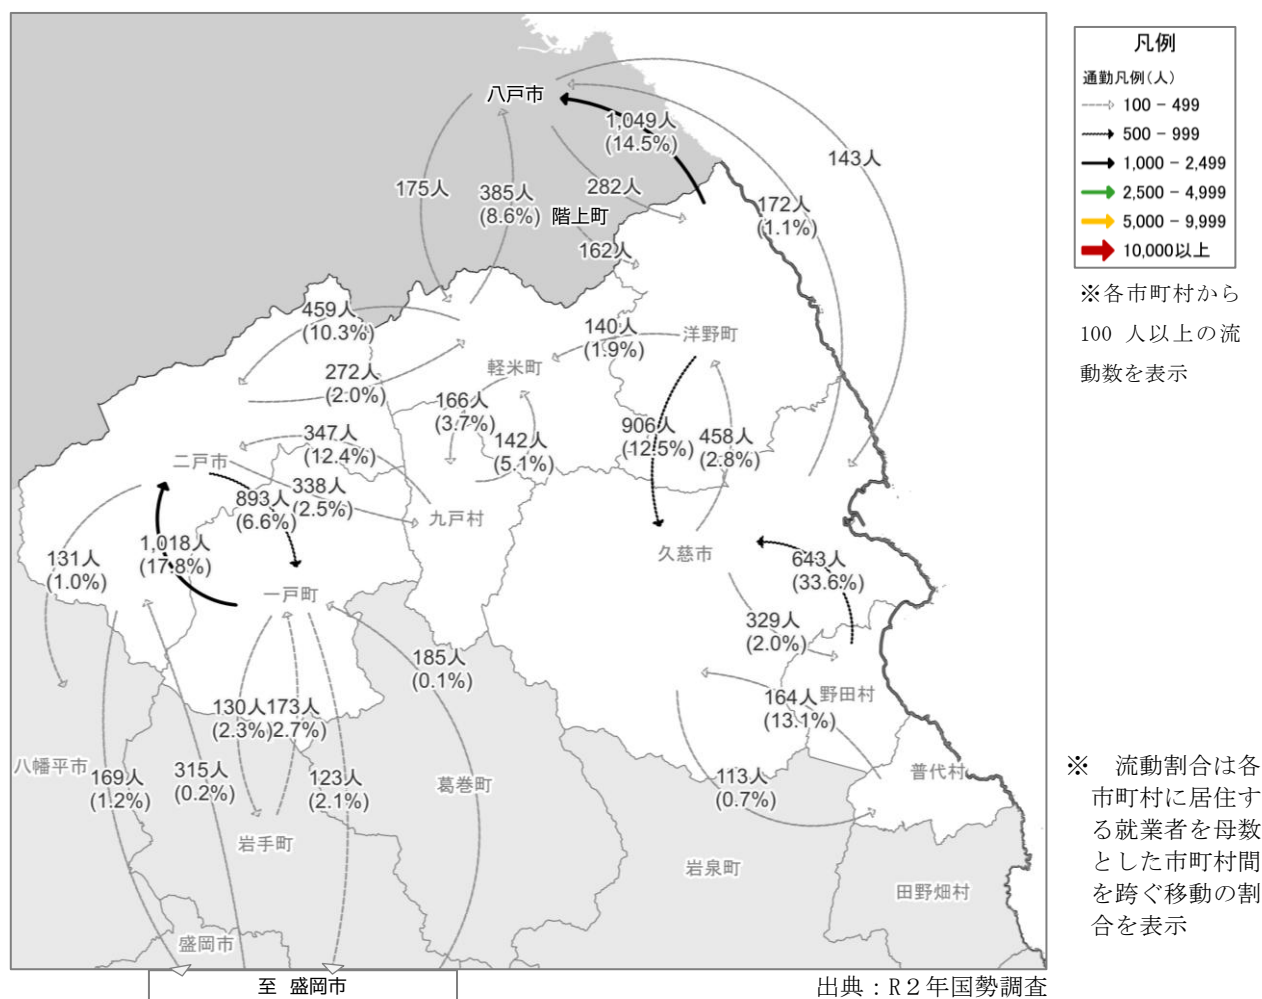 八戸市
1,049人
(14.5%)
143人
175人
385人
(8.6%)
282人
階上町
172人
(1.1%)
162人
459人
(10.3%)
140人
(1.9%)
洋野町
軽米町
272人
(2.0%)
166人
(3.7%)
142人
(5.1%)
906人
(12.5%)
458人
(2.8%)
347人
(12.4%)
二戸市
338人
(2.5%)
893人
(6.6%)
九戸村
1,018人
(17.8%)
131人
(1.0%)
久慈市
643人
(33.6%)
一戸町
329人
(2.0%)
185人
(0.1%)
野田村
164人
(13.1%)
130人
(2.3%)
173人
(2.7%)
八幡平市
169人
(1.2%)
315人
(0.2%)
123人
(2.1%)
葛巻町
113人
(0.7%)
普代村
岩手町
岩泉町
田野畑村
盛岡市
至 盛岡市
凡例
通勤凡例(人)
100 - 499
500 - 999
1,000 - 2,499
2,500 - 4,999
5,000 - 9,999
10,000以上
※各市町村から
100 人以上の流
動数を表示
※ 流動割合は各
市町村に居住す
る就業者を母数
とした市町村間
を跨ぐ移動の割
合を表示
出典：R２年国勢調査